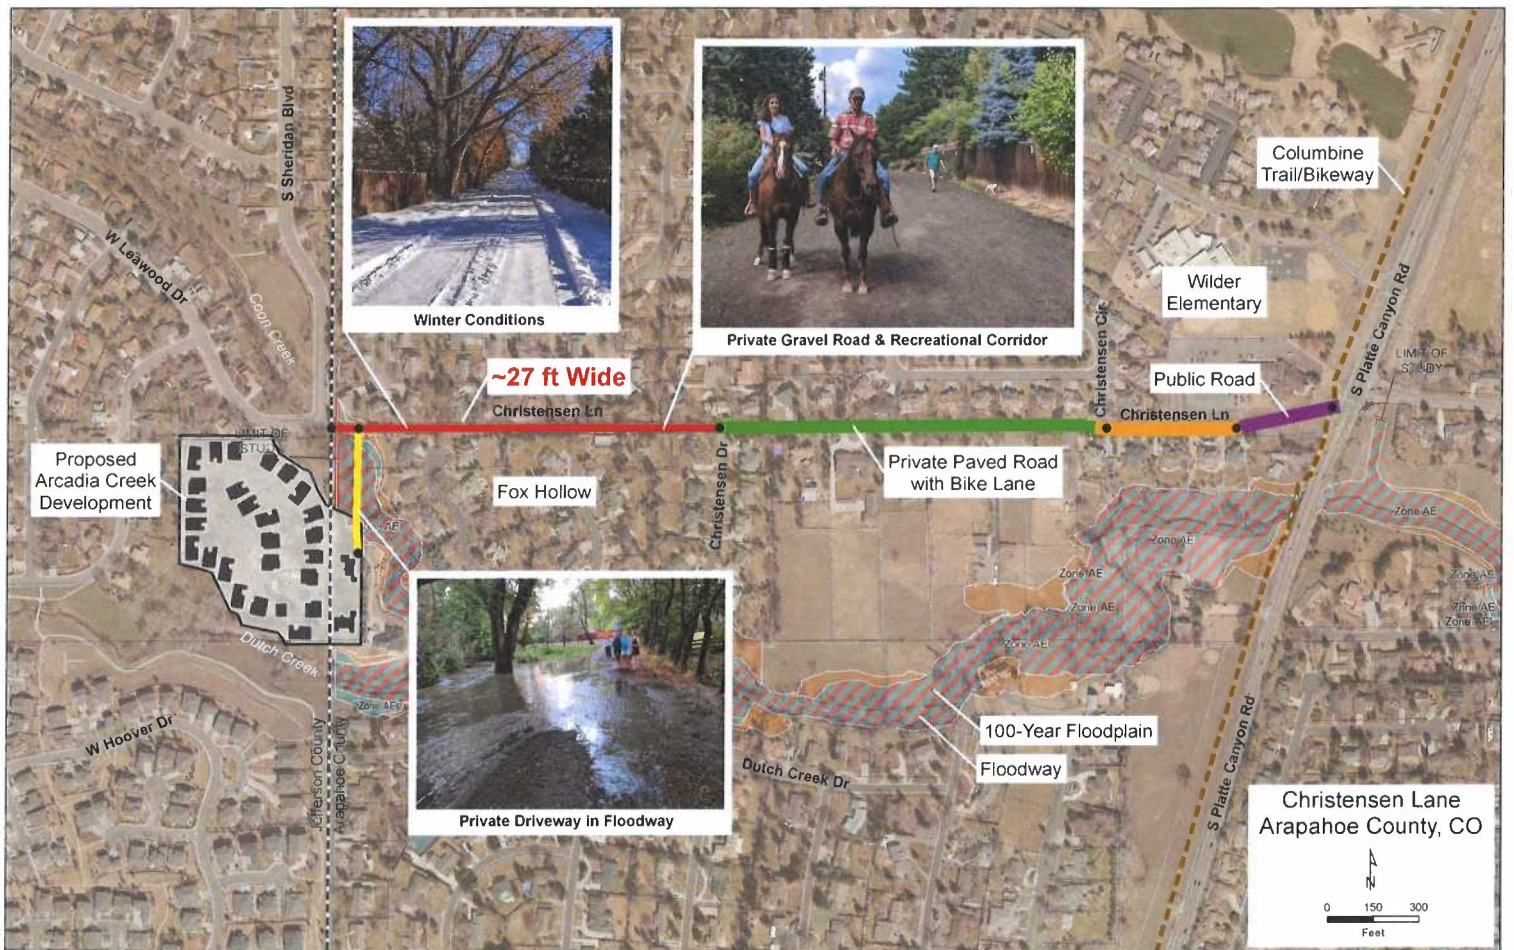 S Sheridan Blvd
W Leawood Dr
Coon Creek
Winter Conditions
Private Gravel Road & Recreational Corridor
Columbine
Trail/Bikeway
Wilder
Elementary
S Platte Canyon Rd
LIMIT OF
STUDY
Christensen Cir
Public Road
~27 ft Wide
Christensen Ln
Christensen Ln
LIMIT OF
STUD
Proposed
Arcadia Creek
Development
Fox Hollow
Christensen Dr
Private Paved Road
with Bike Lane
AE
Zone AE
Zone AE
Zone AE
Zone AE
Zone AE
Zone AE
Zone AE
Zone AE
Dutch Creek
Zone AE
W Hoover Dr
Jefferson County
Arapahoe County
Private Driveway in Floodway
100-Year Floodplain
Floodway
Dutch Creek Dr
S Platte Canyon Rd
Christensen Lane
Arapahoe County, CO
N
0 150 300
Feet